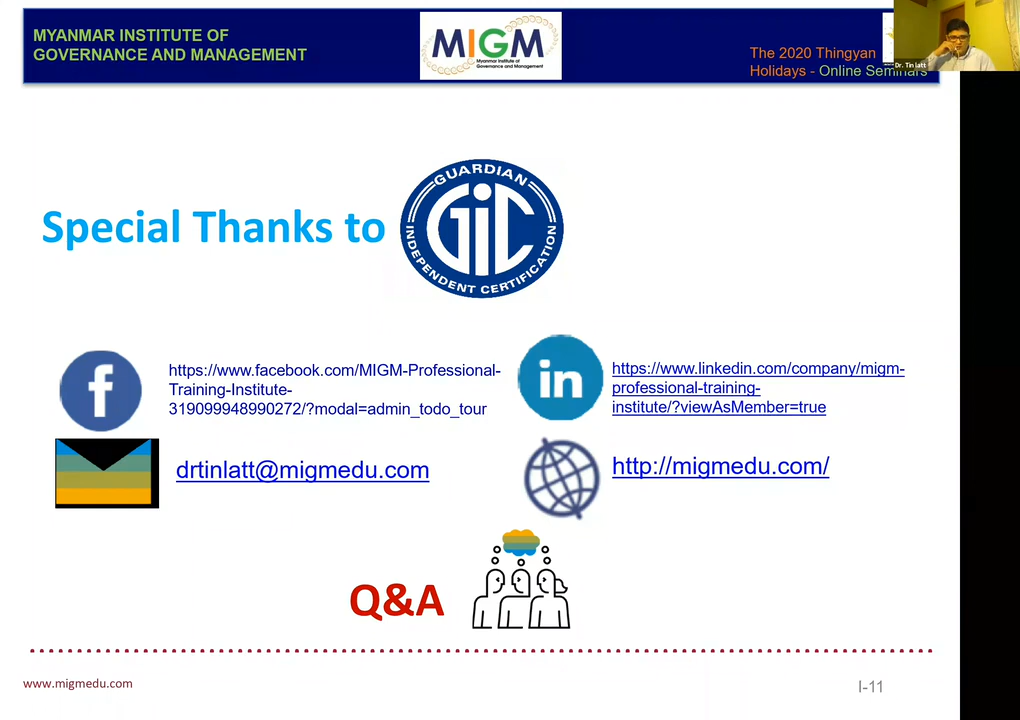 MYANMAR INSTITUTE OF
GOVERNANCE AND MANAGEMENT
MIGM
Myanmar Institute of
Governance and Management
The 2020 Thingyan
Holidays - Online Seminars
Dr. Tin latt
Special Thanks to
GUARDIAN
GiC
INDEPENDENT CERTIFICATION
f
https://www.facebook.com/MIGM-Professional-
Training-Institute-
319099948990272/?modal=admin_todo_tour
in
https://www.linkedin.com/company/migm-
professional-training-
institute/?viewAsMember=true
drtinlatt@migmedu.com
http://migmedu.com/
Q&A
www.migmedu.com
I-11